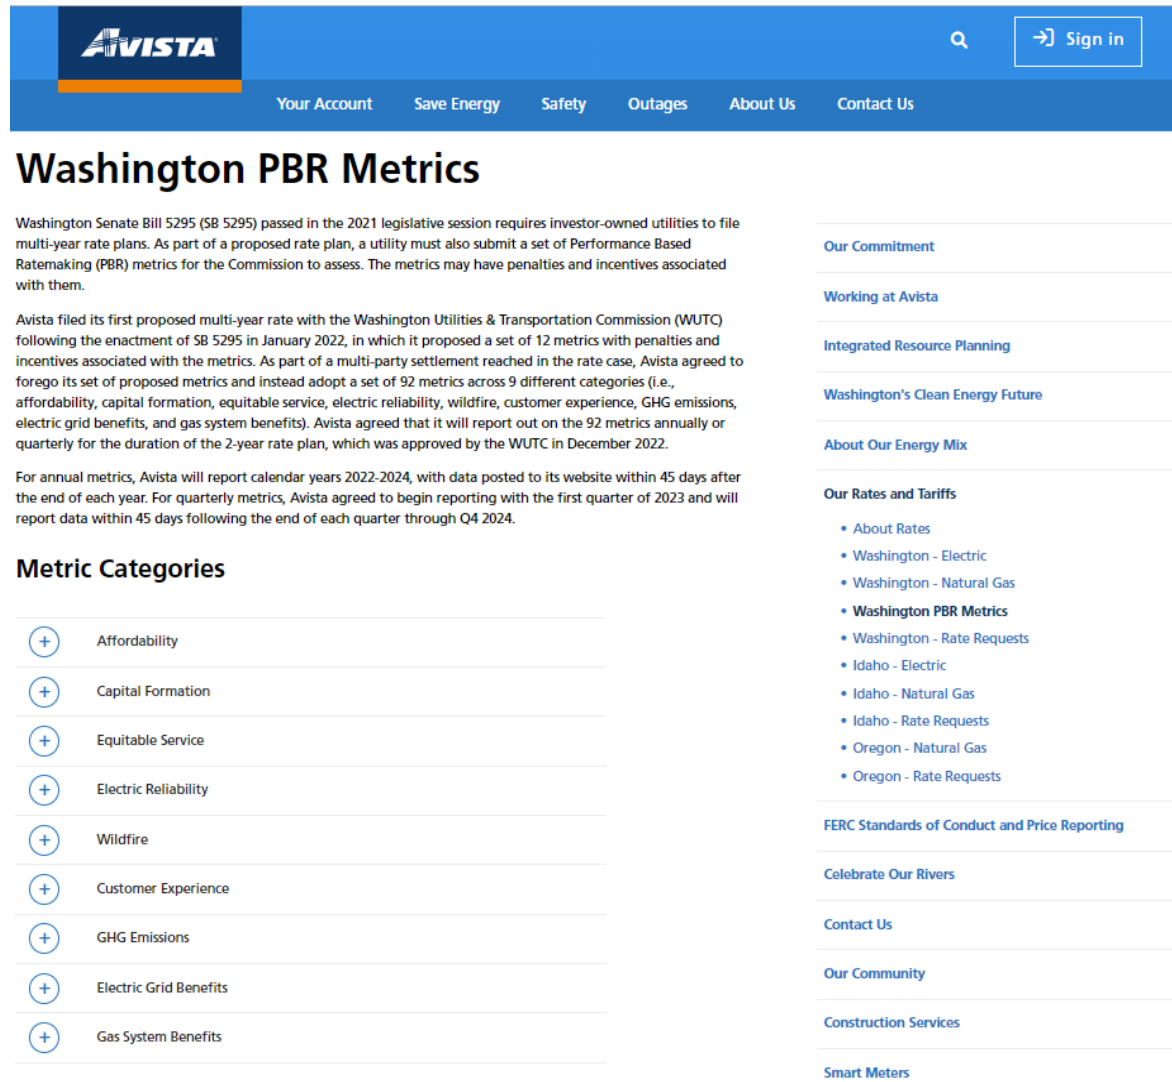 AVISTA
Sign in
Your Account Save Energy Safety Outages About Us Contact Us
Washington PBR Metrics
Washington Senate Bill 5295 (SB 5295) passed in the 2021 legislative session requires investor-owned utilities to file
multi-year rate plans. As part of a proposed rate plan, a utility must also submit a set of Performance Based
Ratemaking (PBR) metrics for the Commission to assess. The metrics may have penalties and incentives associated
with them.
Avista filed its first proposed multi-year rate with the Washington Utilities & Transportation Commission (WUTC)
following the enactment of SB 5295 in January 2022, in which it proposed a set of 12 metrics with penalties and
incentives associated with the metrics. As part of a multi-party settlement reached in the rate case, Avista agreed to
forego its set of proposed metrics and instead adopt a set of 92 metrics across 9 different categories (i.e.,
affordability, capital formation, equitable service, electric reliability, wildfire, customer experience, GHG emissions,
electric grid benefits, and gas system benefits). Avista agreed that it will report out on the 92 metrics annually or
quarterly for the duration of the 2-year rate plan, which was approved by the WUTC in December 2022.
For annual metrics, Avista will report calendar years 2022-2024, with data posted to its website within 45 days after
the end of each year. For quarterly metrics, Avista agreed to begin reporting with the first quarter of 2023 and will
report data within 45 days following the end of each quarter through Q4 2024.
Metric Categories
Affordability
Capital Formation
Equitable Service
Electric Reliability
Wildfire
Customer Experience
GHG Emissions
Electric Grid Benefits
Gas System Benefits
Our Commitment
Working at Avista
Integrated Resource Planning
Washington's Clean Energy Future
About Our Energy Mix
Our Rates and Tariffs
• About Rates
• Washington - Electric
• Washington - Natural Gas
• Washington PBR Metrics
• Washington - Rate Requests
• Idaho - Electric
• Idaho - Natural Gas
• Idaho - Rate Requests
• Oregon - Natural Gas
• Oregon - Rate Requests
FERC Standards of Conduct and Price Reporting
Celebrate Our Rivers
Contact Us
Our Community
Construction Services
Smart Meters